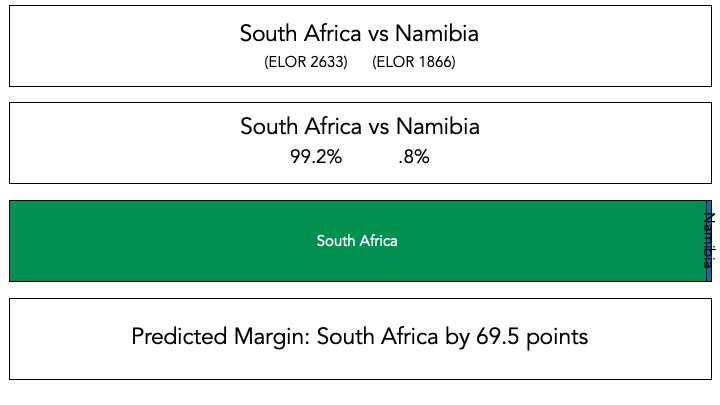 South Africa vs Namibia
(ELOR 2633) (ELOR 1866)
South Africa vs Namibia
99.2% .8%
South Africa
Namibia
Predicted Margin: South Africa by 69.5 points